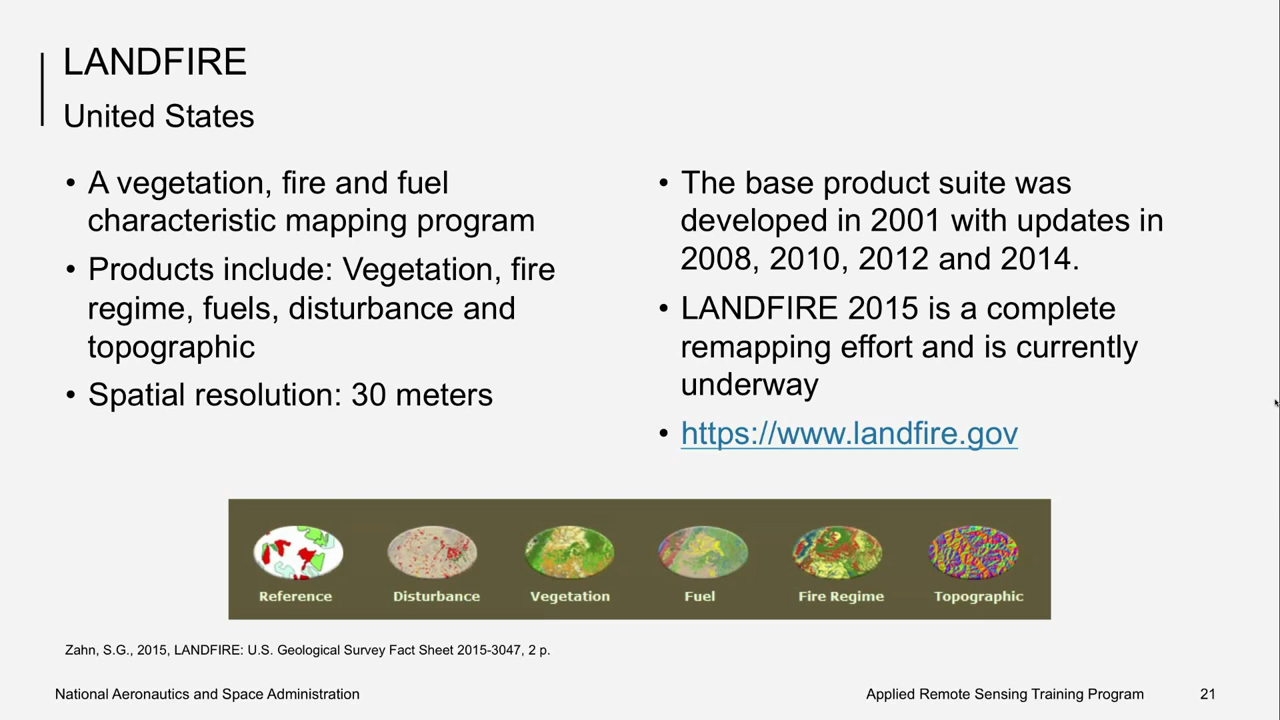 LANDFIRE
United States
• A vegetation, fire and fuel
characteristic mapping program
• Products include: Vegetation, fire
regime, fuels, disturbance and
topographic
• Spatial resolution: 30 meters
• The base product suite was
developed in 2001 with updates in
2008, 2010, 2012 and 2014.
• LANDFIRE 2015 is a complete
remapping effort and is currently
underway
• https://www.landfire.gov
Reference Disturbance Vegetation Fuel Fire Regime Topographic
Zahn, S.G., 2015, LANDFIRE: U.S. Geological Survey Fact Sheet 2015-3047, 2 p.
National Aeronautics and Space Administration Applied Remote Sensing Training Program 21